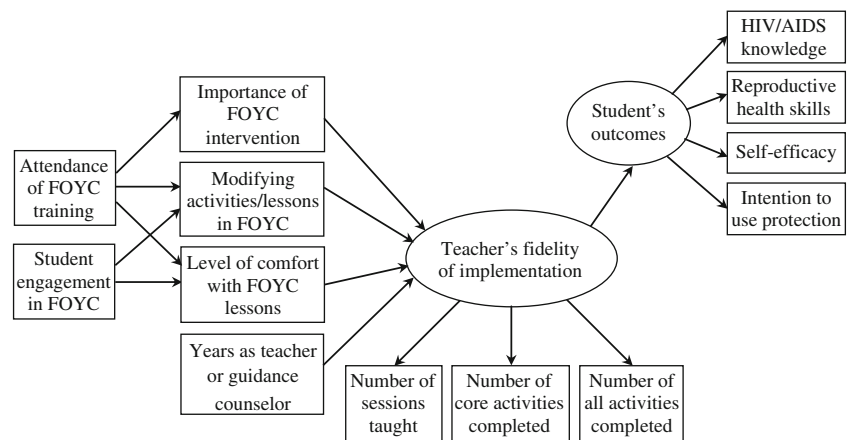 HIV/AIDS
knowledge
Reproductive
health skills
Self-efficacy
Intention to
use protection
Student's
outcomes
Importance of
FOYC
intervention
Attendance
of FOYC
training
Modifying
activities/lessons
in FOYC
Student
engagement
in FOYC
Level of comfort
with FOYC
lessons
Years as teacher
or guidance
counselor
Teacher's fidelity
of implementation
Number of
sessions
taught
Number of
core activities
completed
Number of
all activities
completed